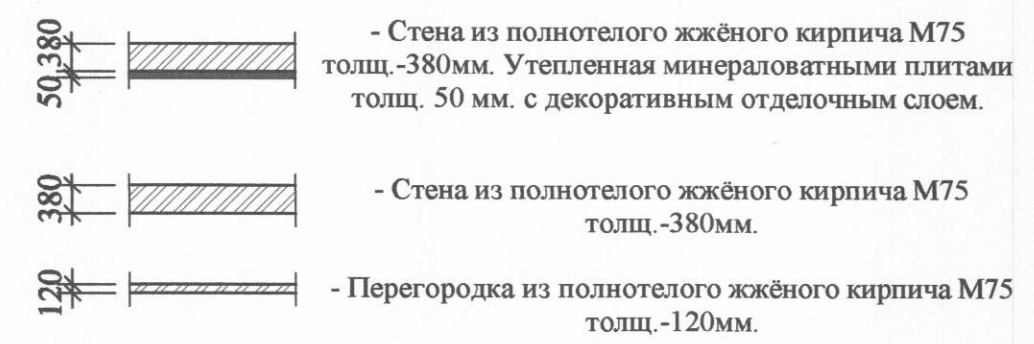 380
50
- Стена из полнотелого жжёного кирпича М75
толщ.-380мм. Утепленная минераловатными плитами
толщ. 50 мм. с декоративным отделочным слоем.
380
- Стена из полнотелого жжёного кирпича М75
толщ.-380мм.
120
- Перегородка из полнотелого жжёного кирпича М75
толщ.-120мм.